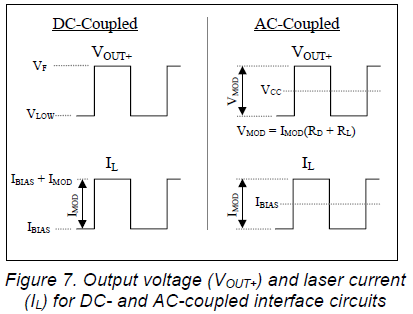 DC-Coupled
VOUT+
VF
VLOW
IL
IBIAS + IMOD
IMOD
IBIAS
AC-Coupled
VOUT+
VMOD
VCC
VMOD = IMOD(RD + RL)
IL
IMOD
IBIAS
Figure 7. Output voltage (VOUT+) and laser current
(IL) for DC- and AC-coupled interface circuits